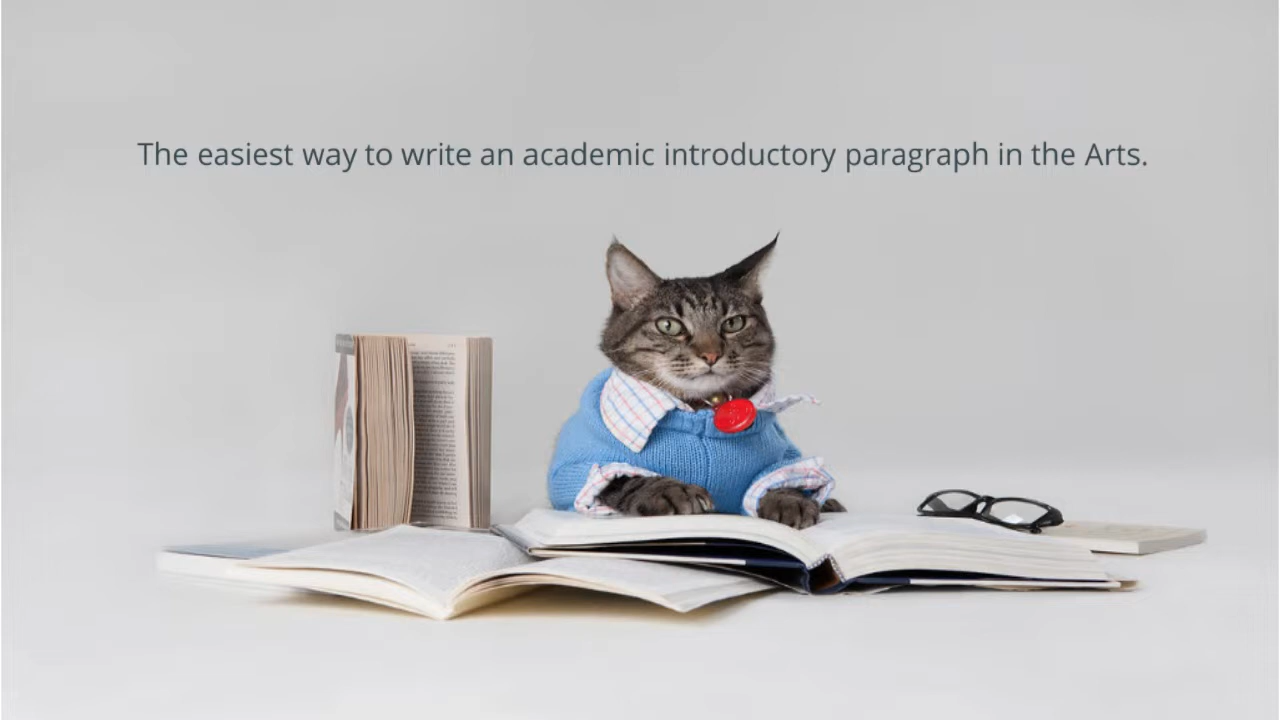 The easiest way to write an academic introductory paragraph in the Arts.